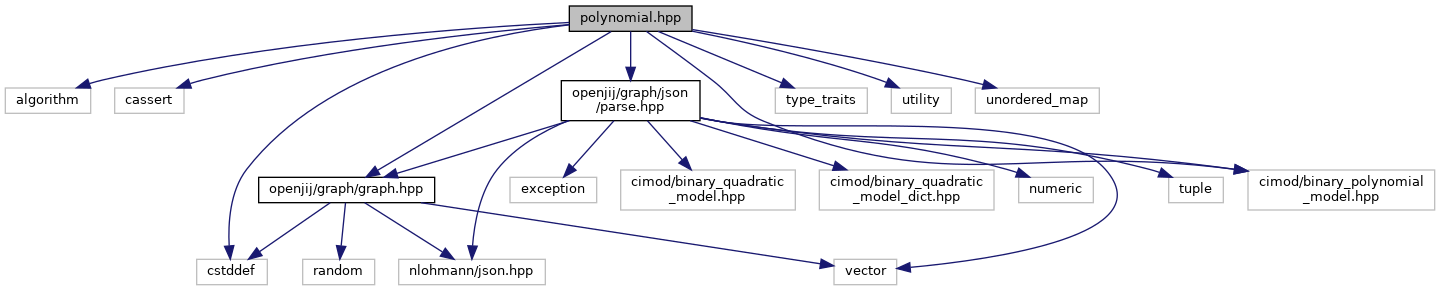 polynomial.hpp
algorithm
cassert
openjij/graph/json
/parse.hpp
type_traits
utility
unordered_map
openjij/graph/graph.hpp
exception
cimod/binary_quadratic
_model.hpp
cimod/binary_quadratic
_model_dict.hpp
numeric
tuple
cimod/binary_polynomial
_model.hpp
cstddef
random
nlohmann/json.hpp
vector